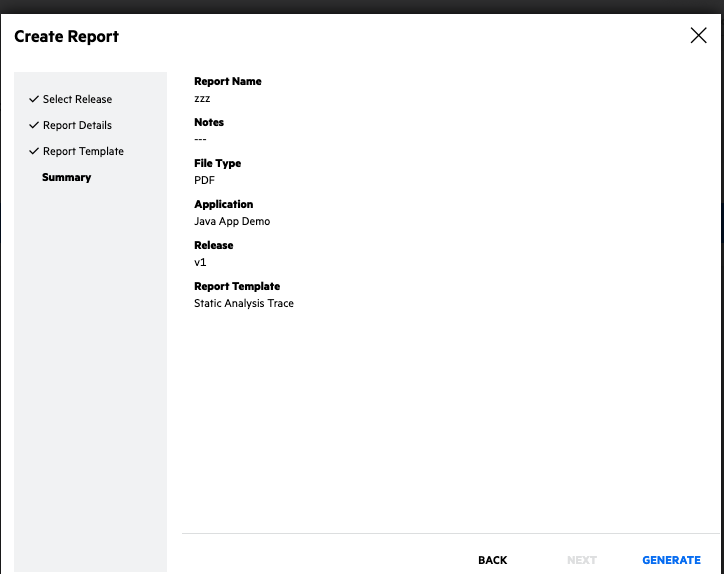 Create Report
Select Release
Report Details
Report Template
Summary
Report Name
zzz
Notes
---
File Type
PDF
Application
Java App Demo
Release
v1
Report Template
Static Analysis Trace
BACK
NEXT
GENERATE